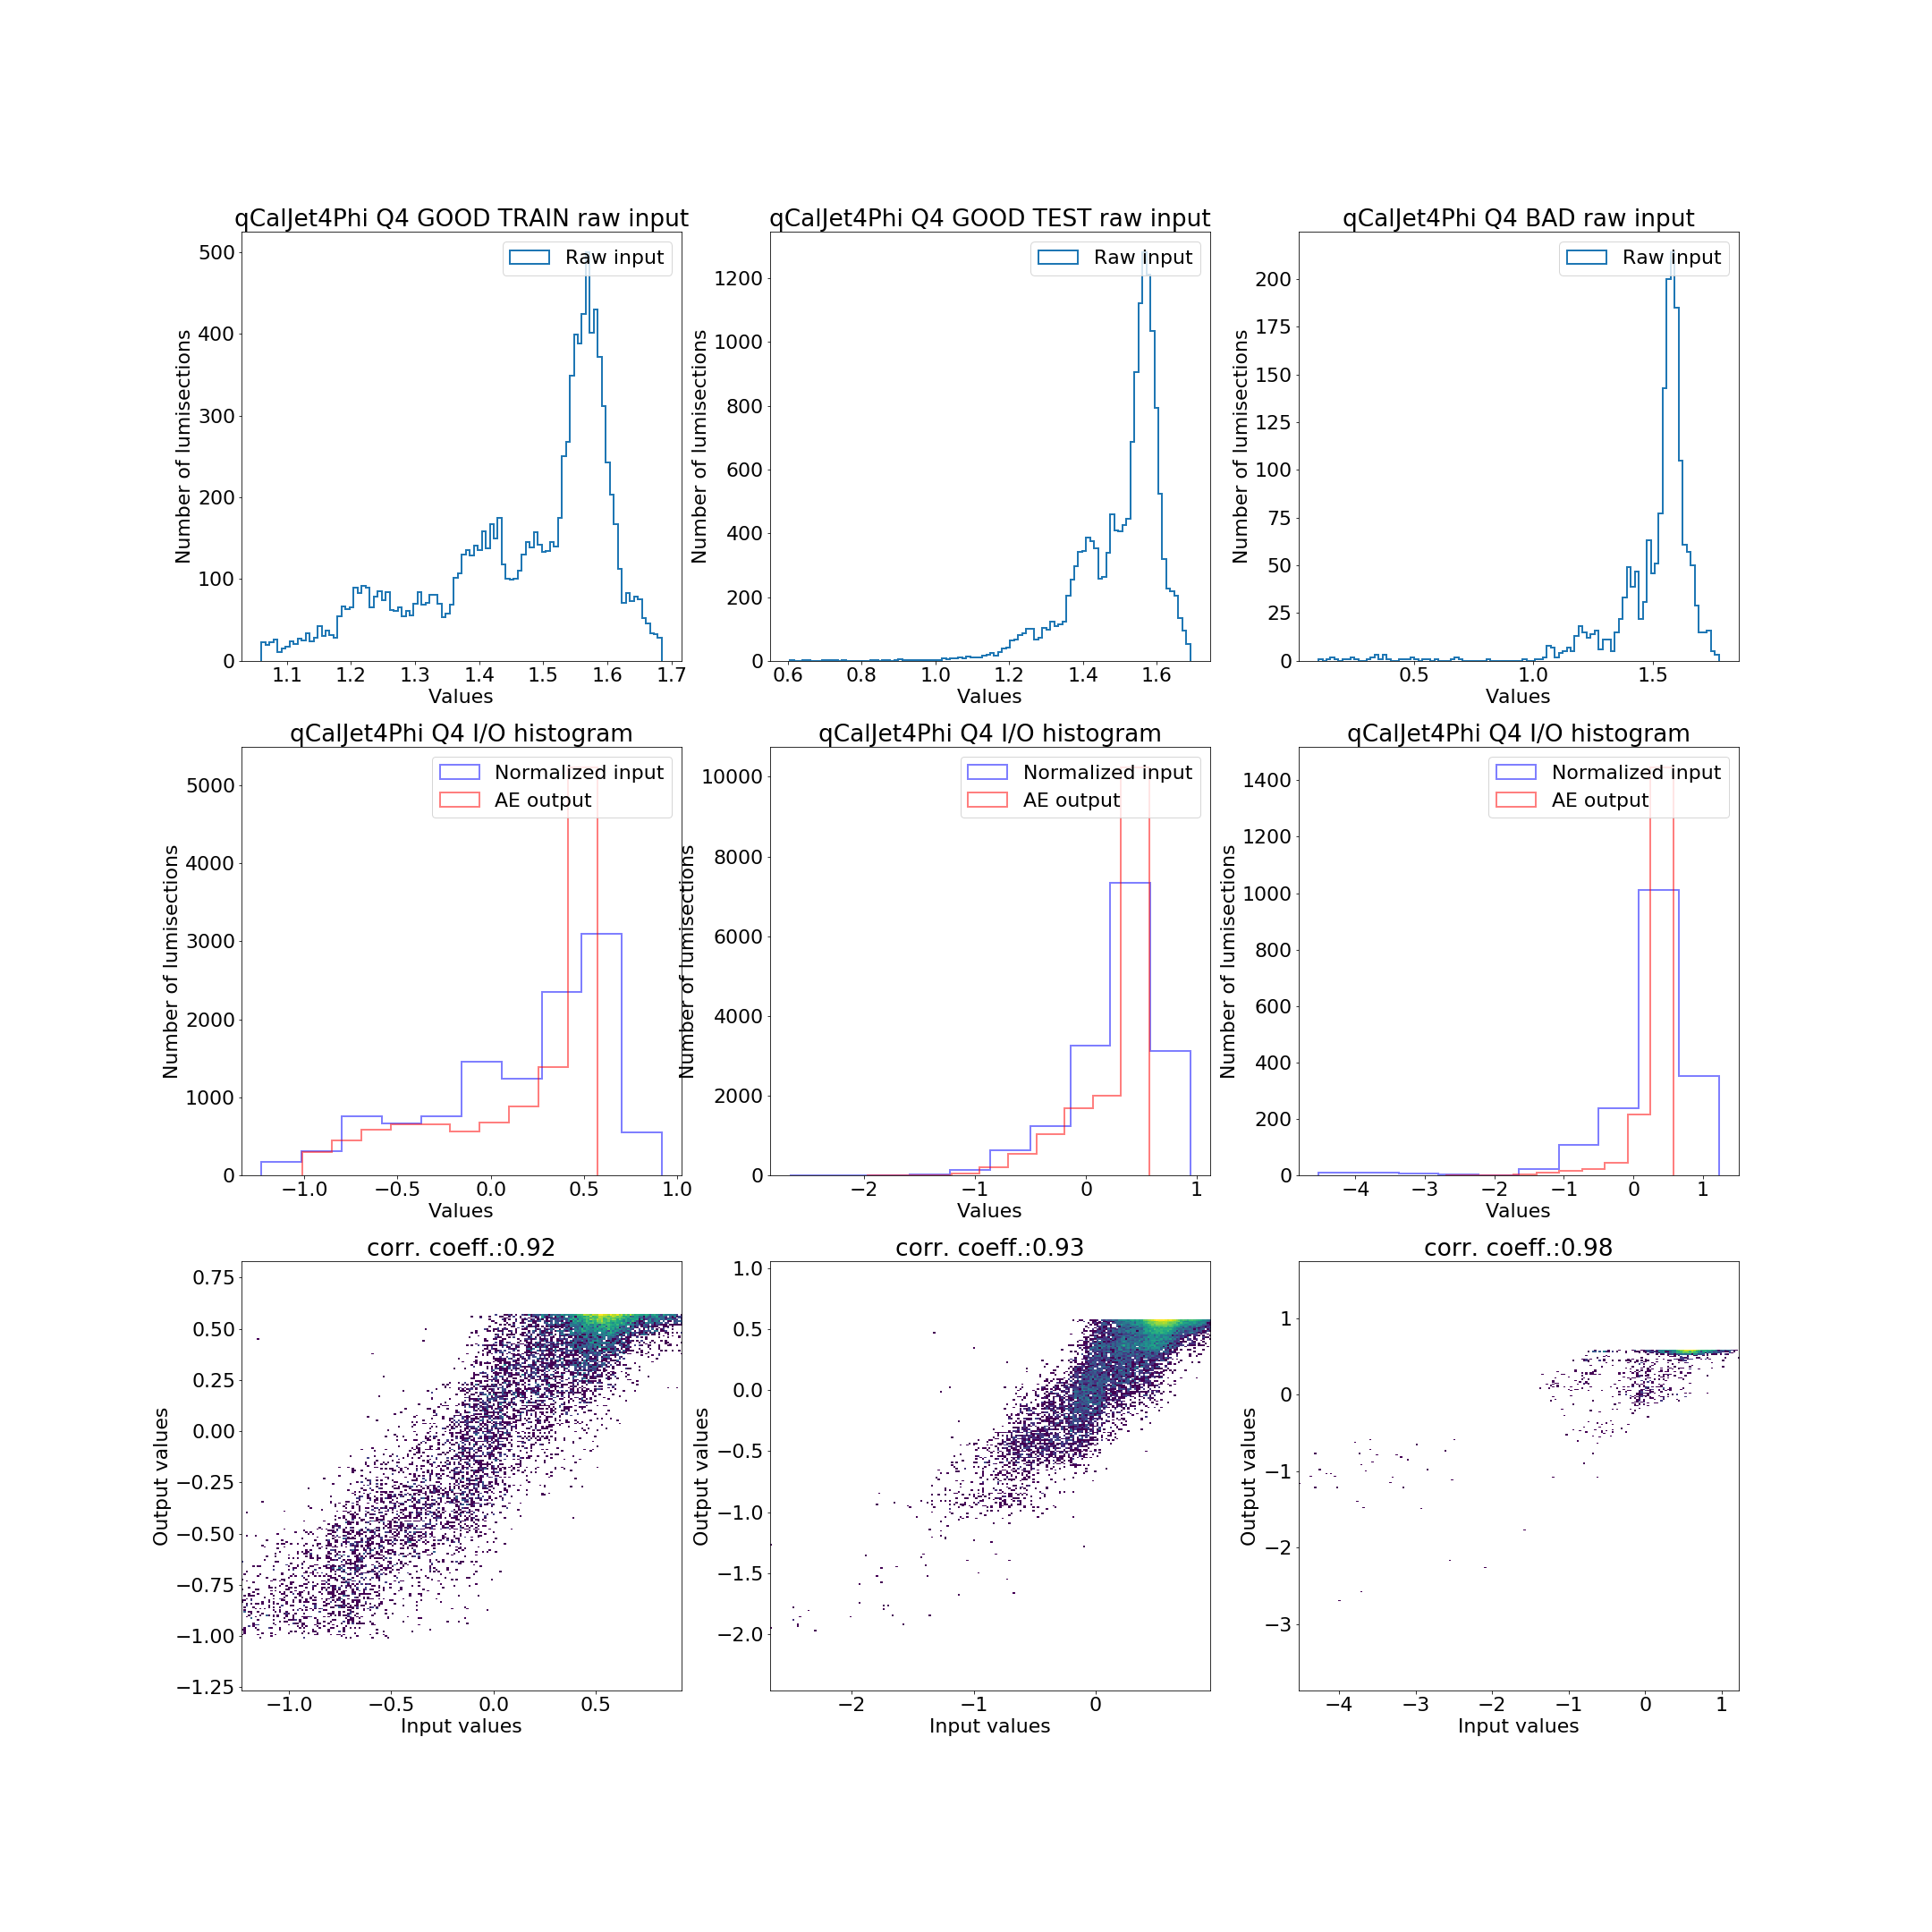 qCalJet4Phi Q4 GOOD TRAIN raw input
Raw input
500
400
300
200
100
0
Number of lumisections
1.1 1.2 1.3 1.4 1.5 1.6 1.7
Values
qCalJet4Phi Q4 GOOD TEST raw input
Raw input
1200
1000
800
600
400
200
0
Number of lumisections
0.6 0.8 1.0 1.2 1.4 1.6
Values
qCalJet4Phi Q4 BAD raw input
Raw input
200
175
150
125
100
75
50
25
0
Number of lumisections
0.5 1.0 1.5
Values
qCalJet4Phi Q4 I/O histogram
Normalized input
AE output
5000
4000
3000
2000
1000
0
Number of lumisections
−1.0 −0.5 0.0 0.5 1.0
Values
qCalJet4Phi Q4 I/O histogram
Normalized input
AE output
10000
8000
6000
4000
2000
0
Number of lumisections
−2 −1 0 1
Values
qCalJet4Phi Q4 I/O histogram
Normalized input
AE output
1400
1200
1000
800
600
400
200
0
Number of lumisections
−4 −3 −2 −1 0 1
Values
corr. coeff.:0.92
0.75
0.50
0.25
0.00
−0.25
−0.50
−0.75
−1.00
−1.25
Output values
−1.0 −0.5 0.0 0.5
Input values
corr. coeff.:0.93
1.0
0.5
0.0
−0.5
−1.0
−1.5
−2.0
Output values
−2 −1 0
Input values
corr. coeff.:0.98
1
0
−1
−2
−3
Output values
−4 −3 −2 −1 0 1
Input values